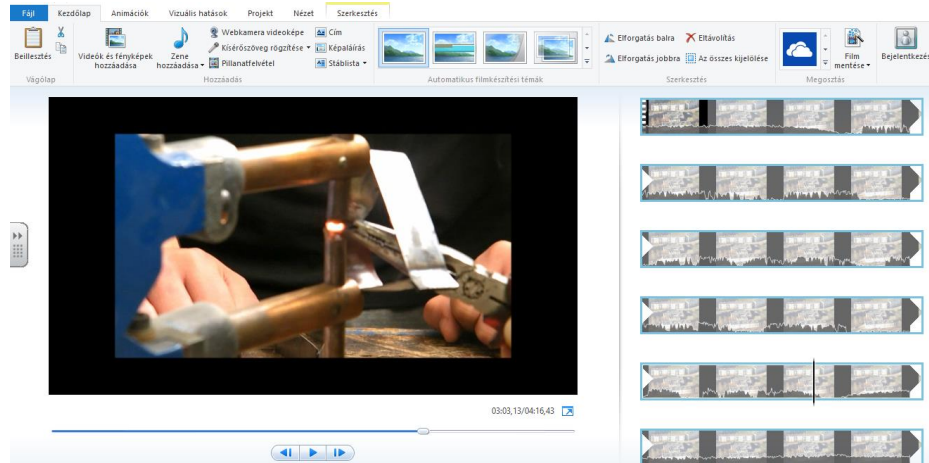 Fájl Kezdőlap Animációk Vizuális hatások Projekt Nézet Szerkesztés
Beillesztés
Videók és fényképek hozzáadása
Zene hozzáadása
Webkamera videoképe
Kísérőszöveg rögzítése
Pillanatfelvétel
Cím
Képaláírás
Stáblista
Elforgatás balra
Elforgatás jobbra
Eltávolítás
Az összes kijelölése
Film mentése
Bejelentkezés
Vágólap Hozzáadás Automatikus filmkészítési témák Szerkesztés Megosztás
03:03,13/04:16,43